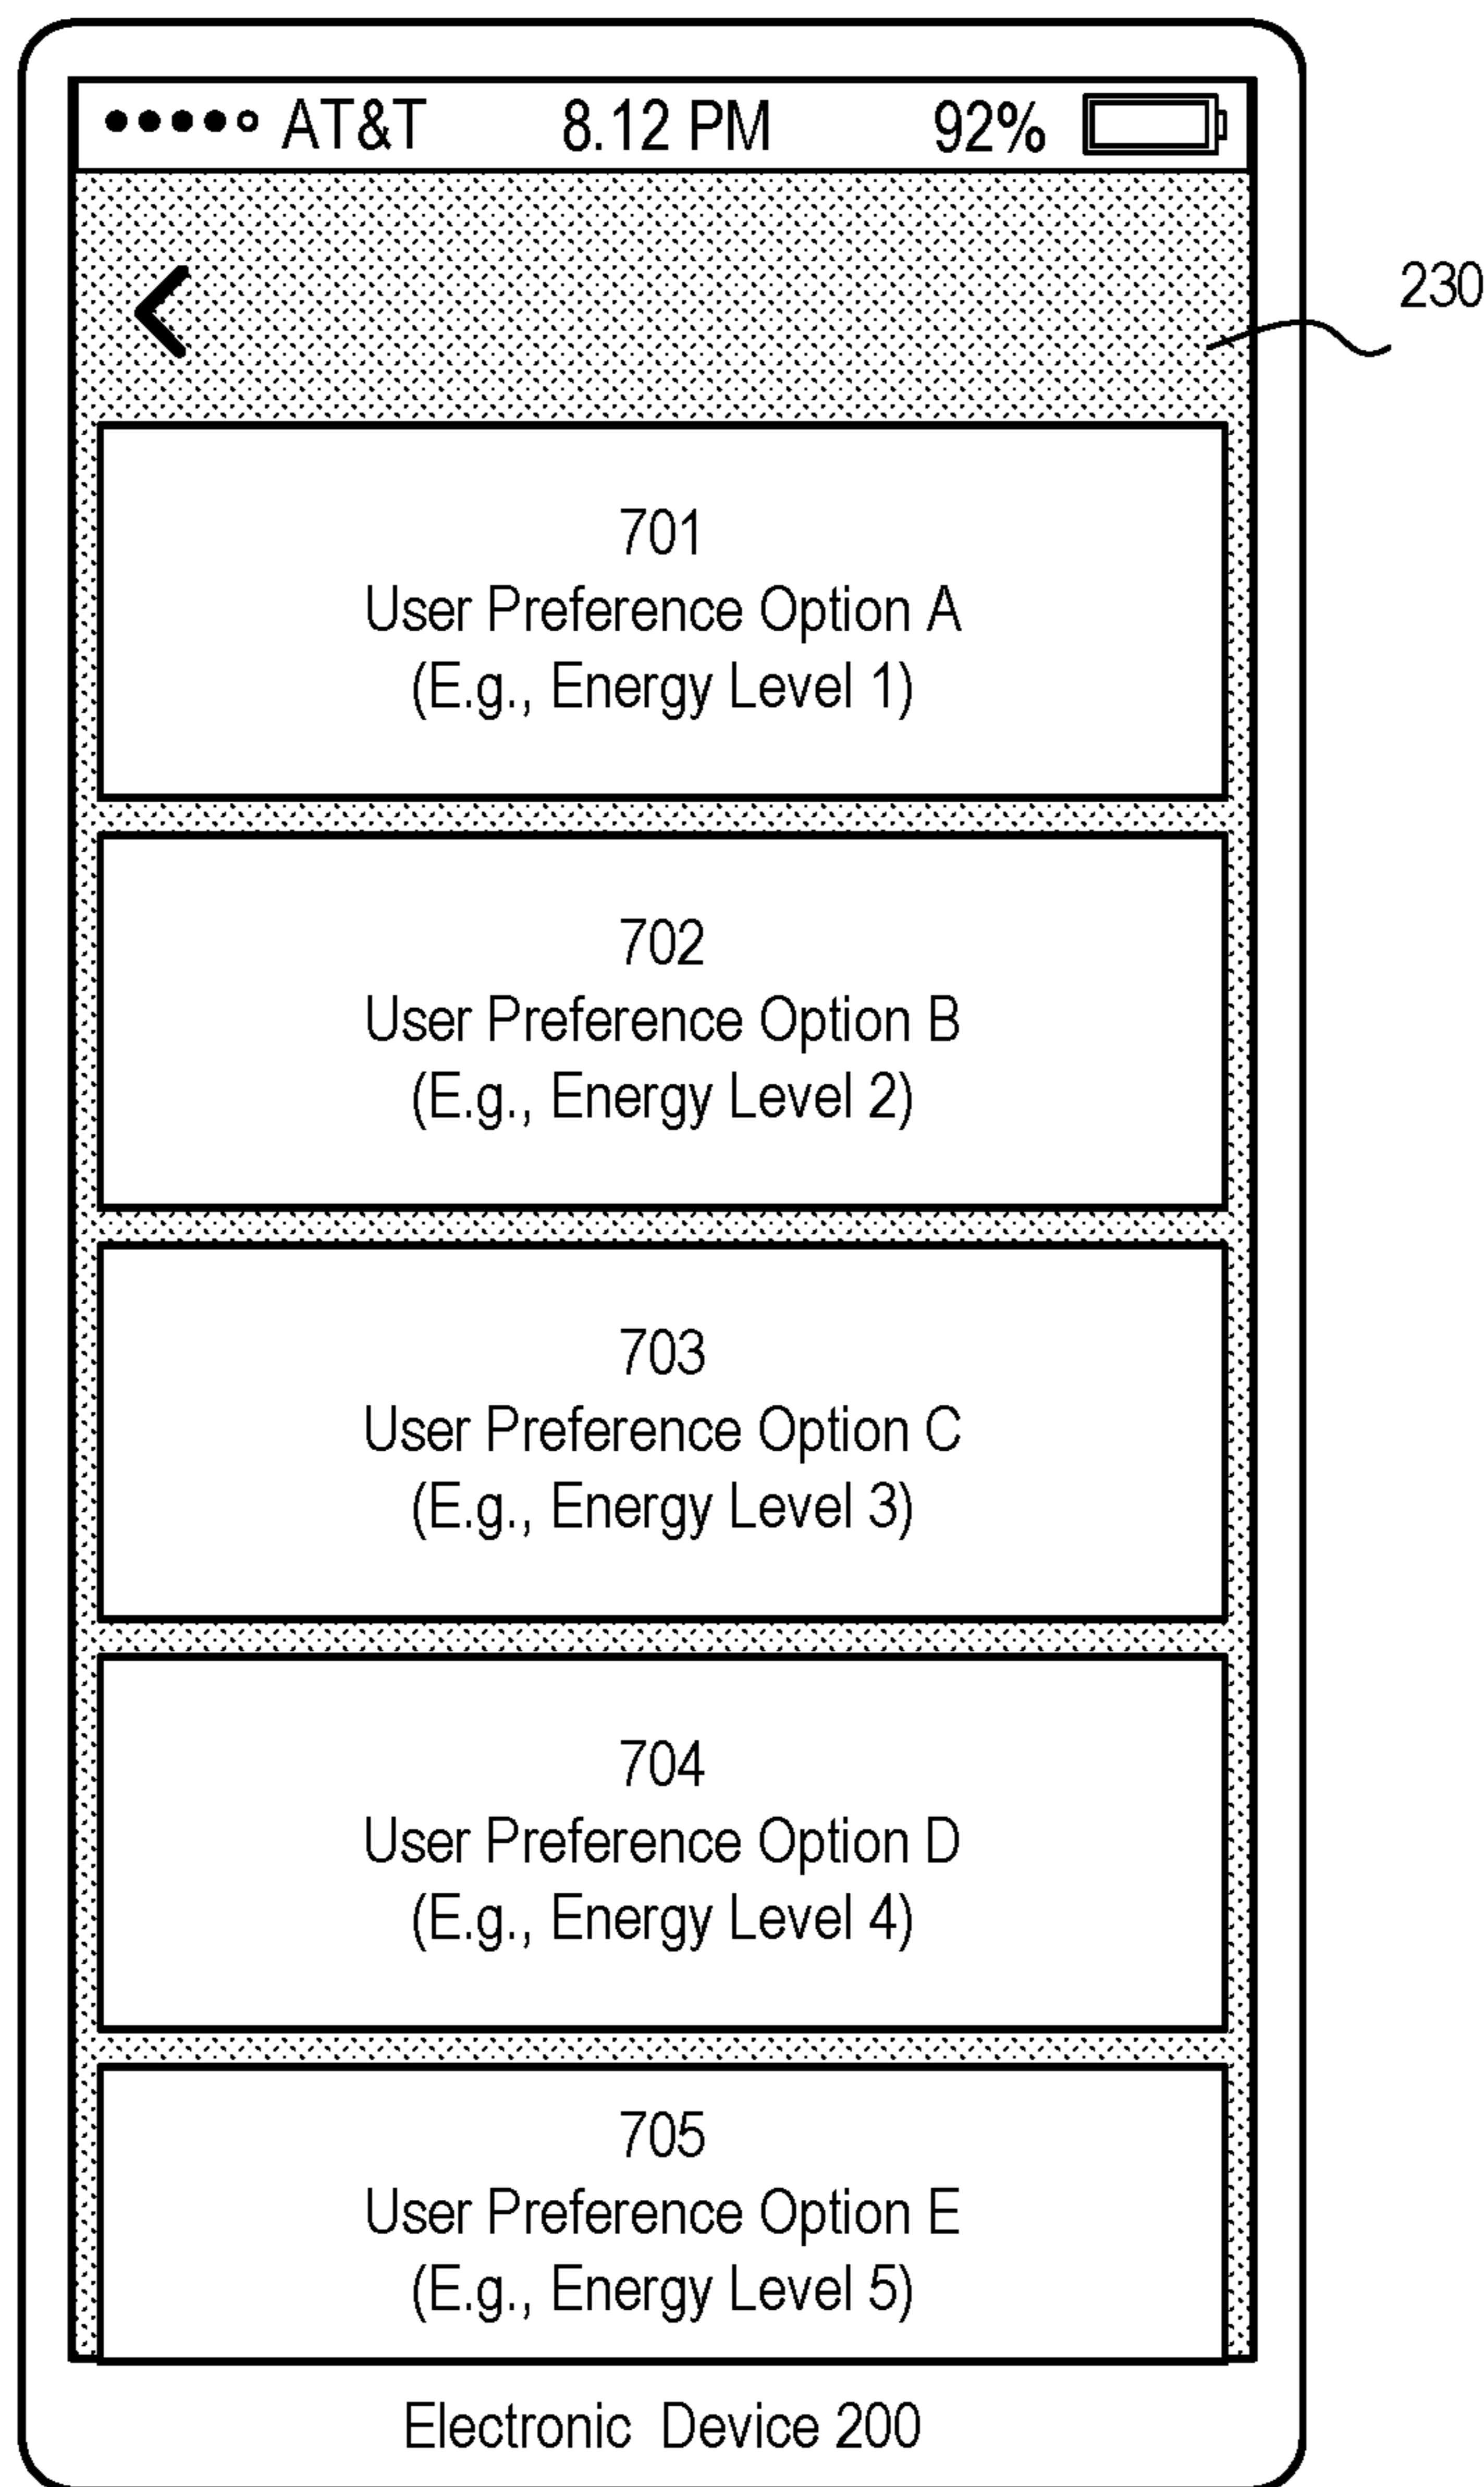 AT&T 8.12 PM 92%
230
701
User Preference Option A
(E.g., Energy Level 1)
702
User Preference Option B
(E.g., Energy Level 2)
703
User Preference Option C
(E.g., Energy Level 3)
704
User Preference Option D
(E.g., Energy Level 4)
705
User Preference Option E
(E.g., Energy Level 5)
Electronic Device 200